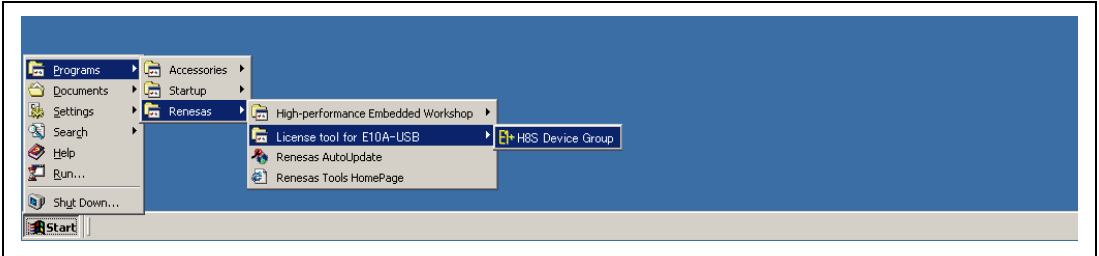 Programs
Documents
Settings
Search
Help
Run...
Shut Down...
Start
Accessories
Startup
Renesas
High-performance Embedded Workshop
License tool for E10A-USB
Renesas AutoUpdate
Renesas Tools HomePage
H8S Device Group